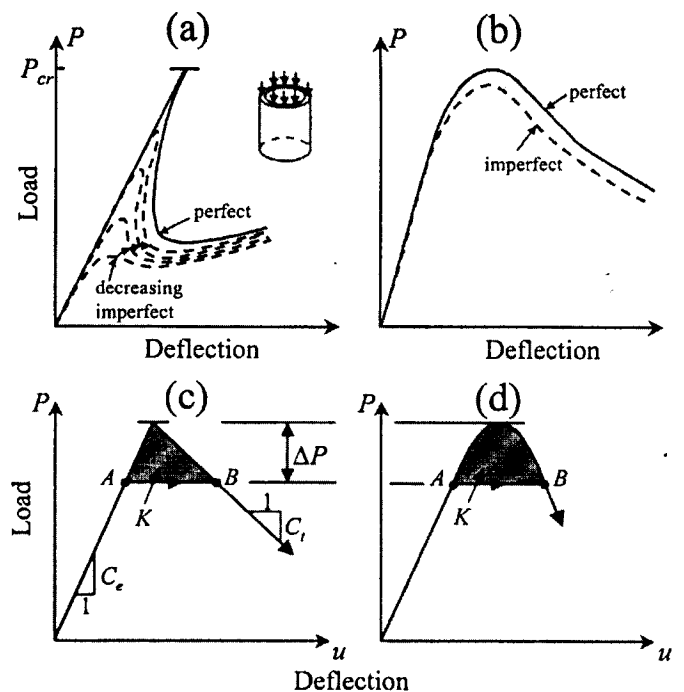 (a)
P
P_cr
Load
perfect
decreasing
imperfect
Deflection
(b)
P
perfect
imperfect
Deflection
(c)
P
ΔP
A
B
K
1
C_t
C_e
1
Load
u
(d)
P
A
B
K
u
Deflection